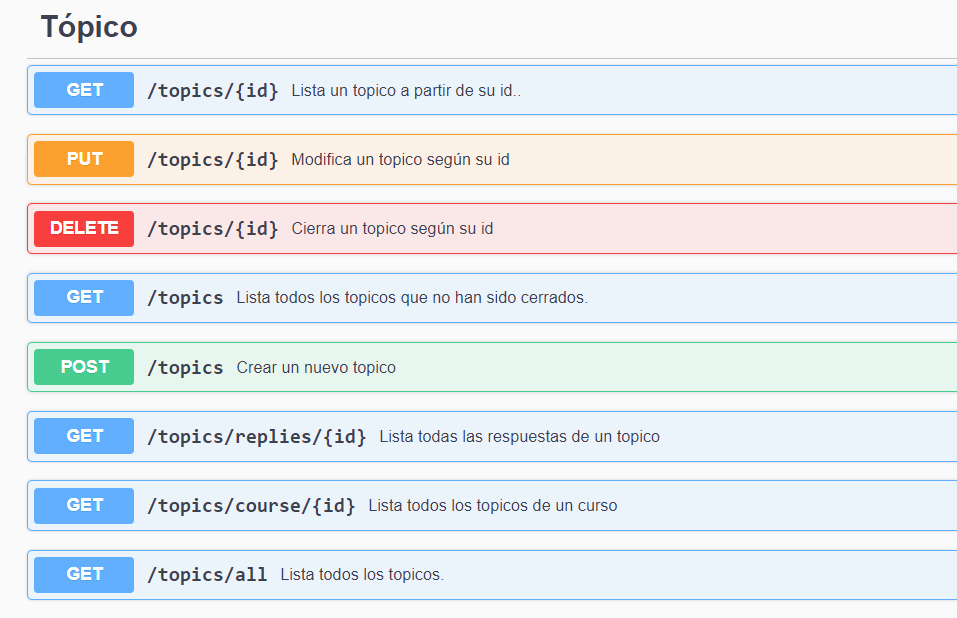 Tópico
GET /topics/{id} Lista un topico a partir de su id..
PUT /topics/{id} Modifica un topico según su id
DELETE /topics/{id} Cierra un topico según su id
GET /topics Lista todos los topicos que no han sido cerrados.
POST /topics Crear un nuevo topico
GET /topics/replies/{id} Lista todas las respuestas de un topico
GET /topics/course/{id} Lista todos los topicos de un curso
GET /topics/all Lista todos los topicos.